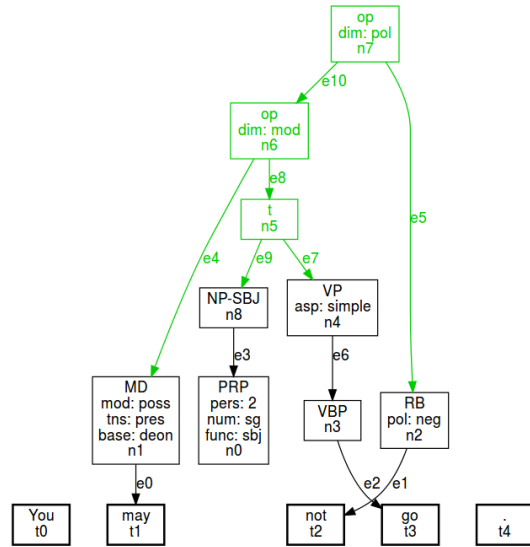 op
dim: pol
n7
e10
op
dim: mod
n6
e8
t
n5
e4
e5
e9
e7
NP-SBJ
n8
VP
asp: simple
n4
e3
e6
MD
mod: poss
tns: pres
base: deon
n1
PRP
pers: 2
num: sg
func: sbj
n0
VBP
n3
RB
pol: neg
n2
e0
e2
e1
You
t0
may
t1
not
t2
go
t3
.
t4